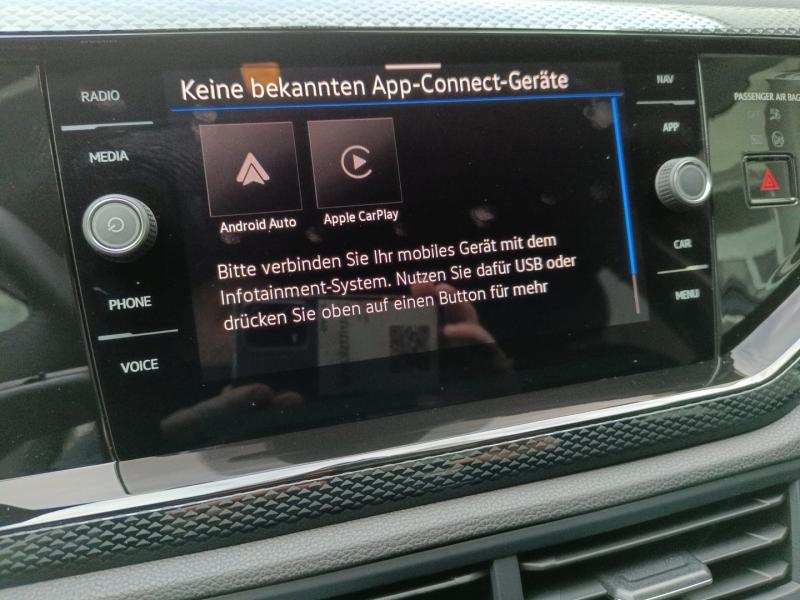 RADIO
MEDIA
PHONE
VOICE
Keine bekannten App-Connect-Geräte
Android Auto
Apple CarPlay
Bitte verbinden Sie Ihr mobiles Gerät mit dem
Infotainment-System. Nutzen Sie dafür USB oder
drücken Sie oben auf einen Button für mehr
NAV
APP
CAR
MENU
PASSENGER AIR BAG